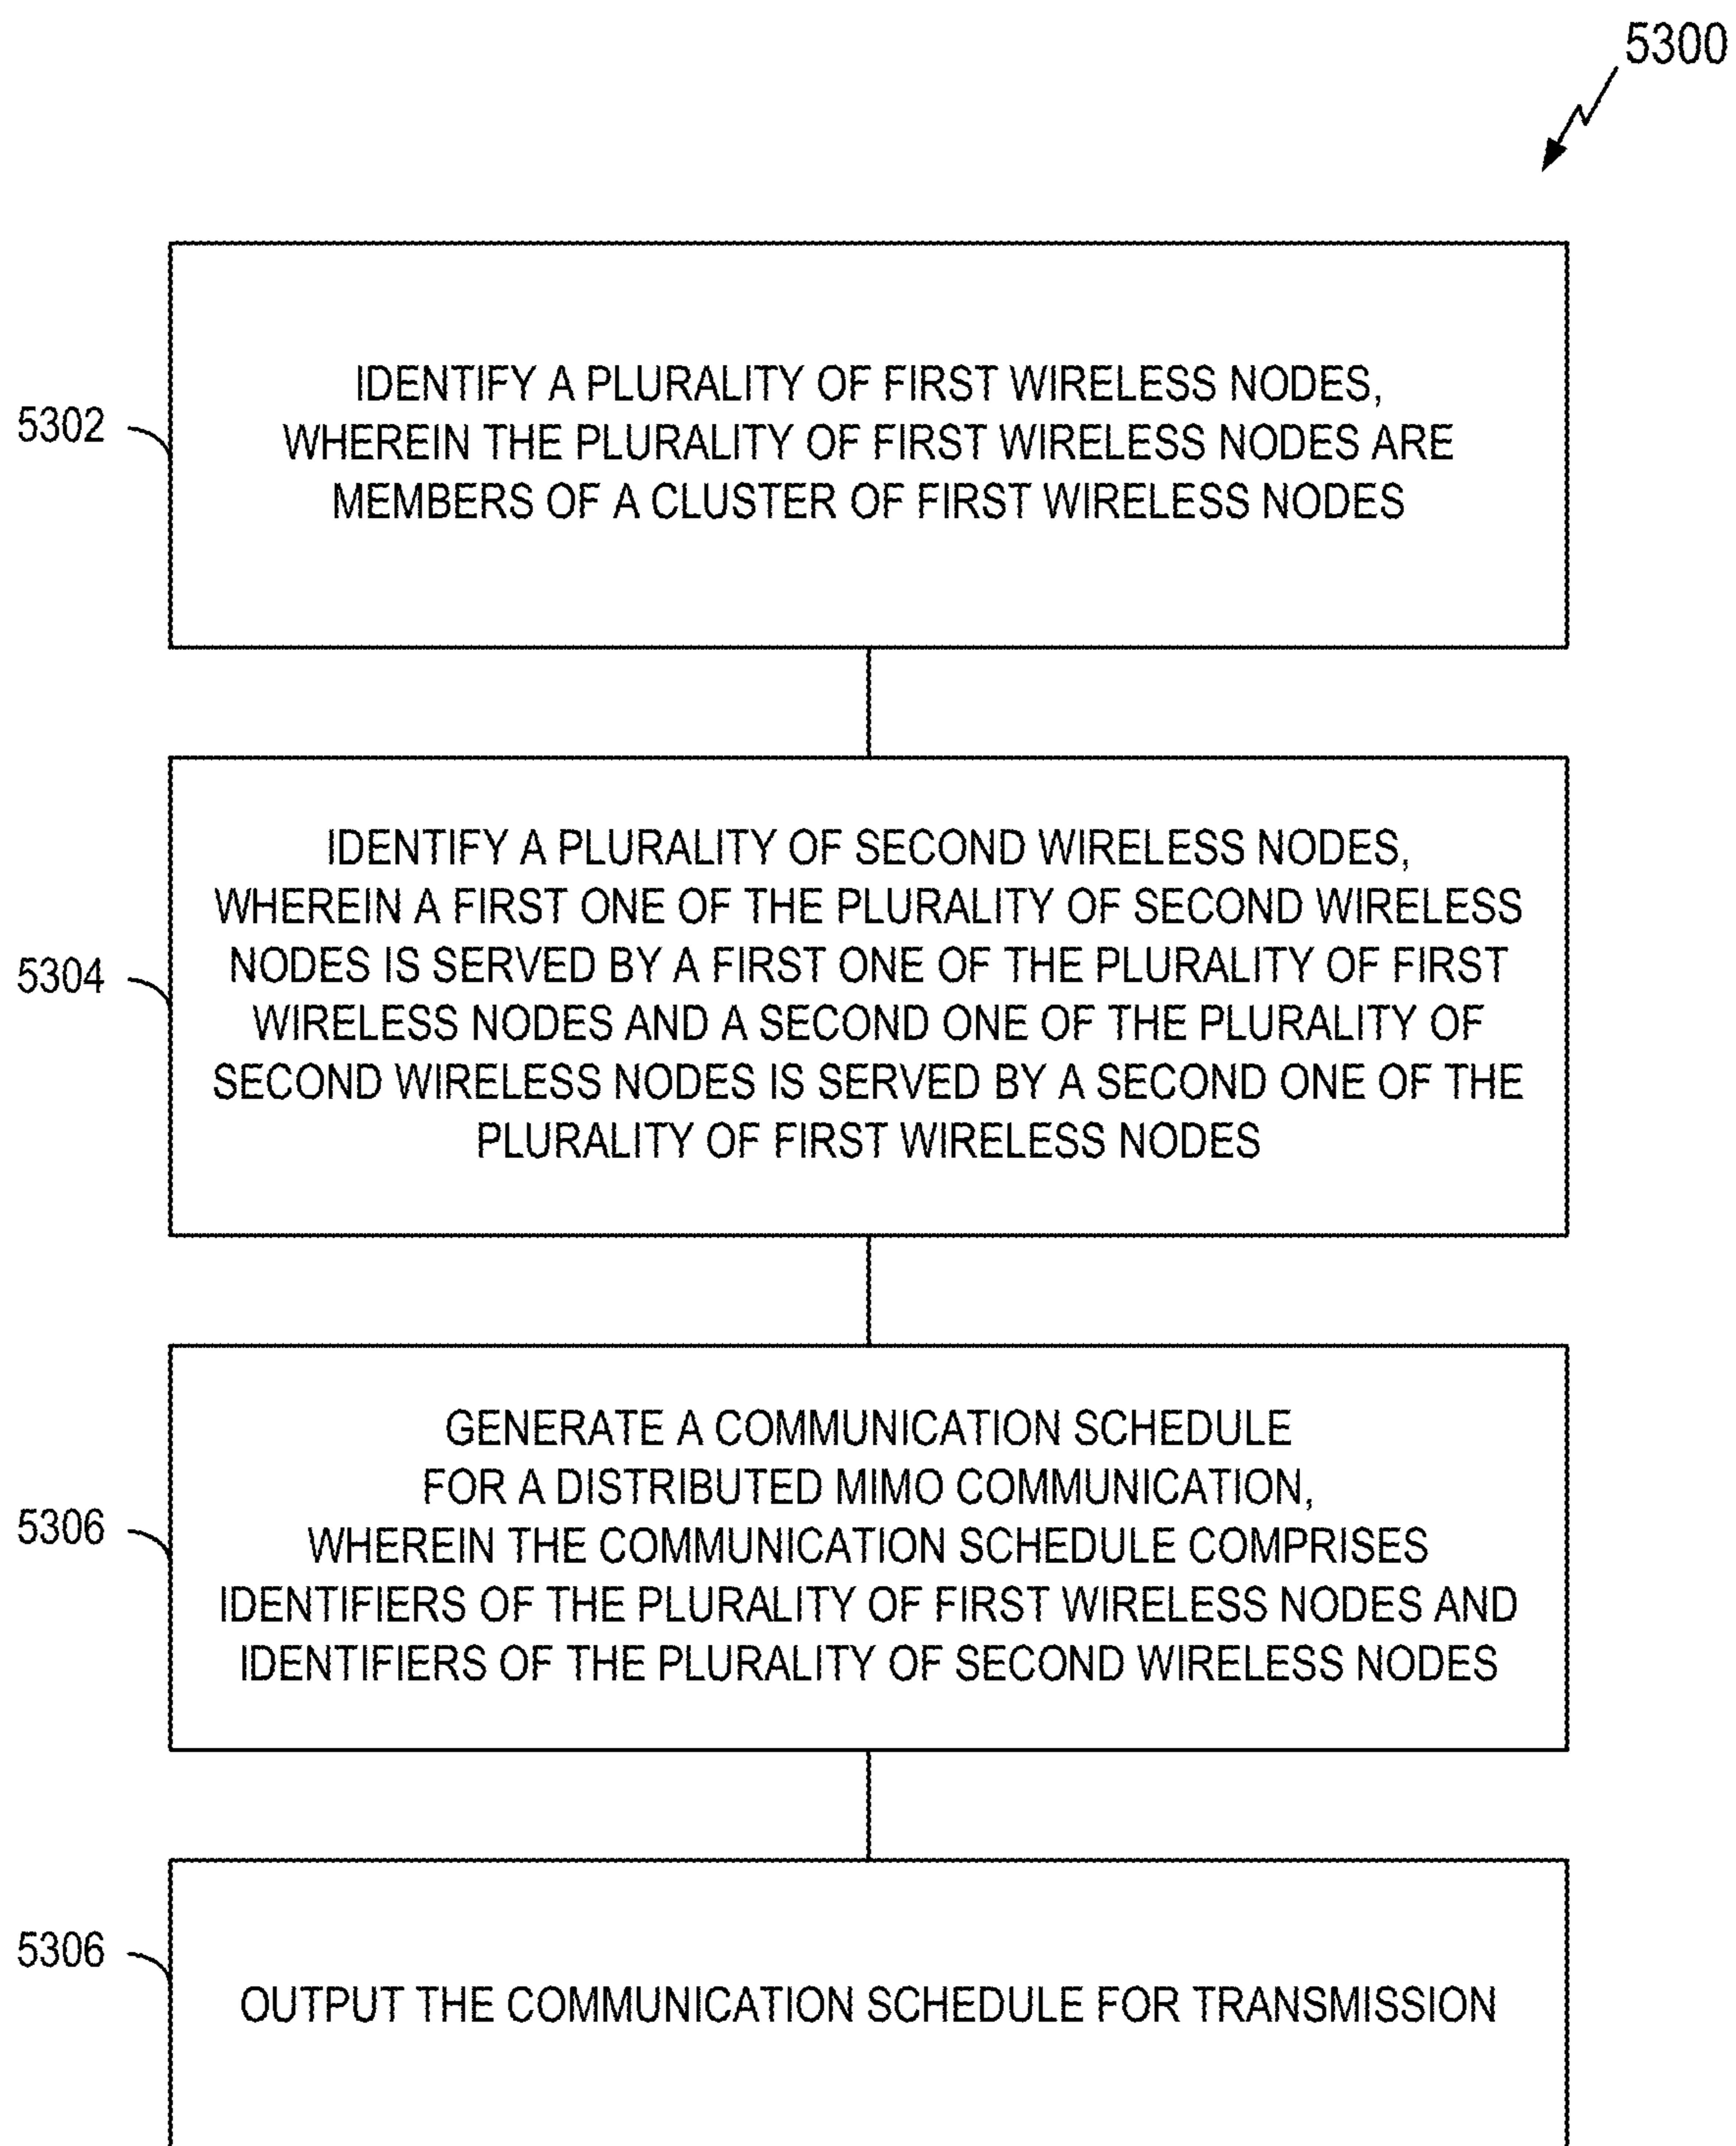 5300
5302
IDENTIFY A PLURALITY OF FIRST WIRELESS NODES,
WHEREIN THE PLURALITY OF FIRST WIRELESS NODES ARE
MEMBERS OF A CLUSTER OF FIRST WIRELESS NODES
5304
IDENTIFY A PLURALITY OF SECOND WIRELESS NODES,
WHEREIN A FIRST ONE OF THE PLURALITY OF SECOND WIRELESS
NODES IS SERVED BY A FIRST ONE OF THE PLURALITY OF FIRST
WIRELESS NODES AND A SECOND ONE OF THE PLURALITY OF
SECOND WIRELESS NODES IS SERVED BY A SECOND ONE OF THE
PLURALITY OF FIRST WIRELESS NODES
5306
GENERATE A COMMUNICATION SCHEDULE
FOR A DISTRIBUTED MIMO COMMUNICATION,
WHEREIN THE COMMUNICATION SCHEDULE COMPRISES
IDENTIFIERS OF THE PLURALITY OF FIRST WIRELESS NODES AND
IDENTIFIERS OF THE PLURALITY OF SECOND WIRELESS NODES
5306
OUTPUT THE COMMUNICATION SCHEDULE FOR TRANSMISSION